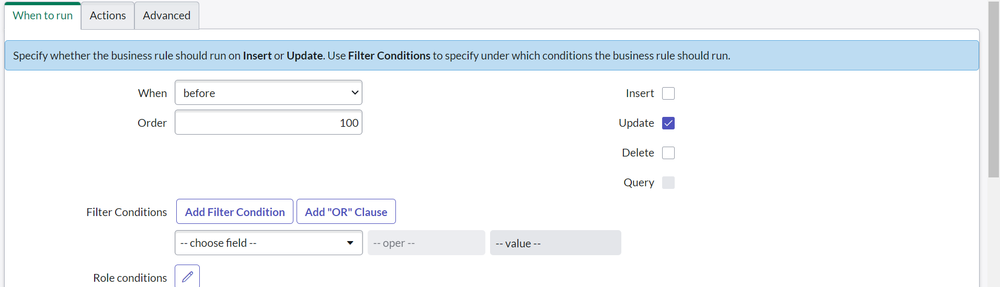 When to run Actions Advanced
Specify whether the business rule should run on Insert or Update. Use Filter Conditions to specify under which conditions the business rule should run.
When before Insert
Order 100 Update
Delete
Query
Filter Conditions Add Filter Condition Add "OR" Clause
-- choose field -- -- oper -- -- value --
Role conditions